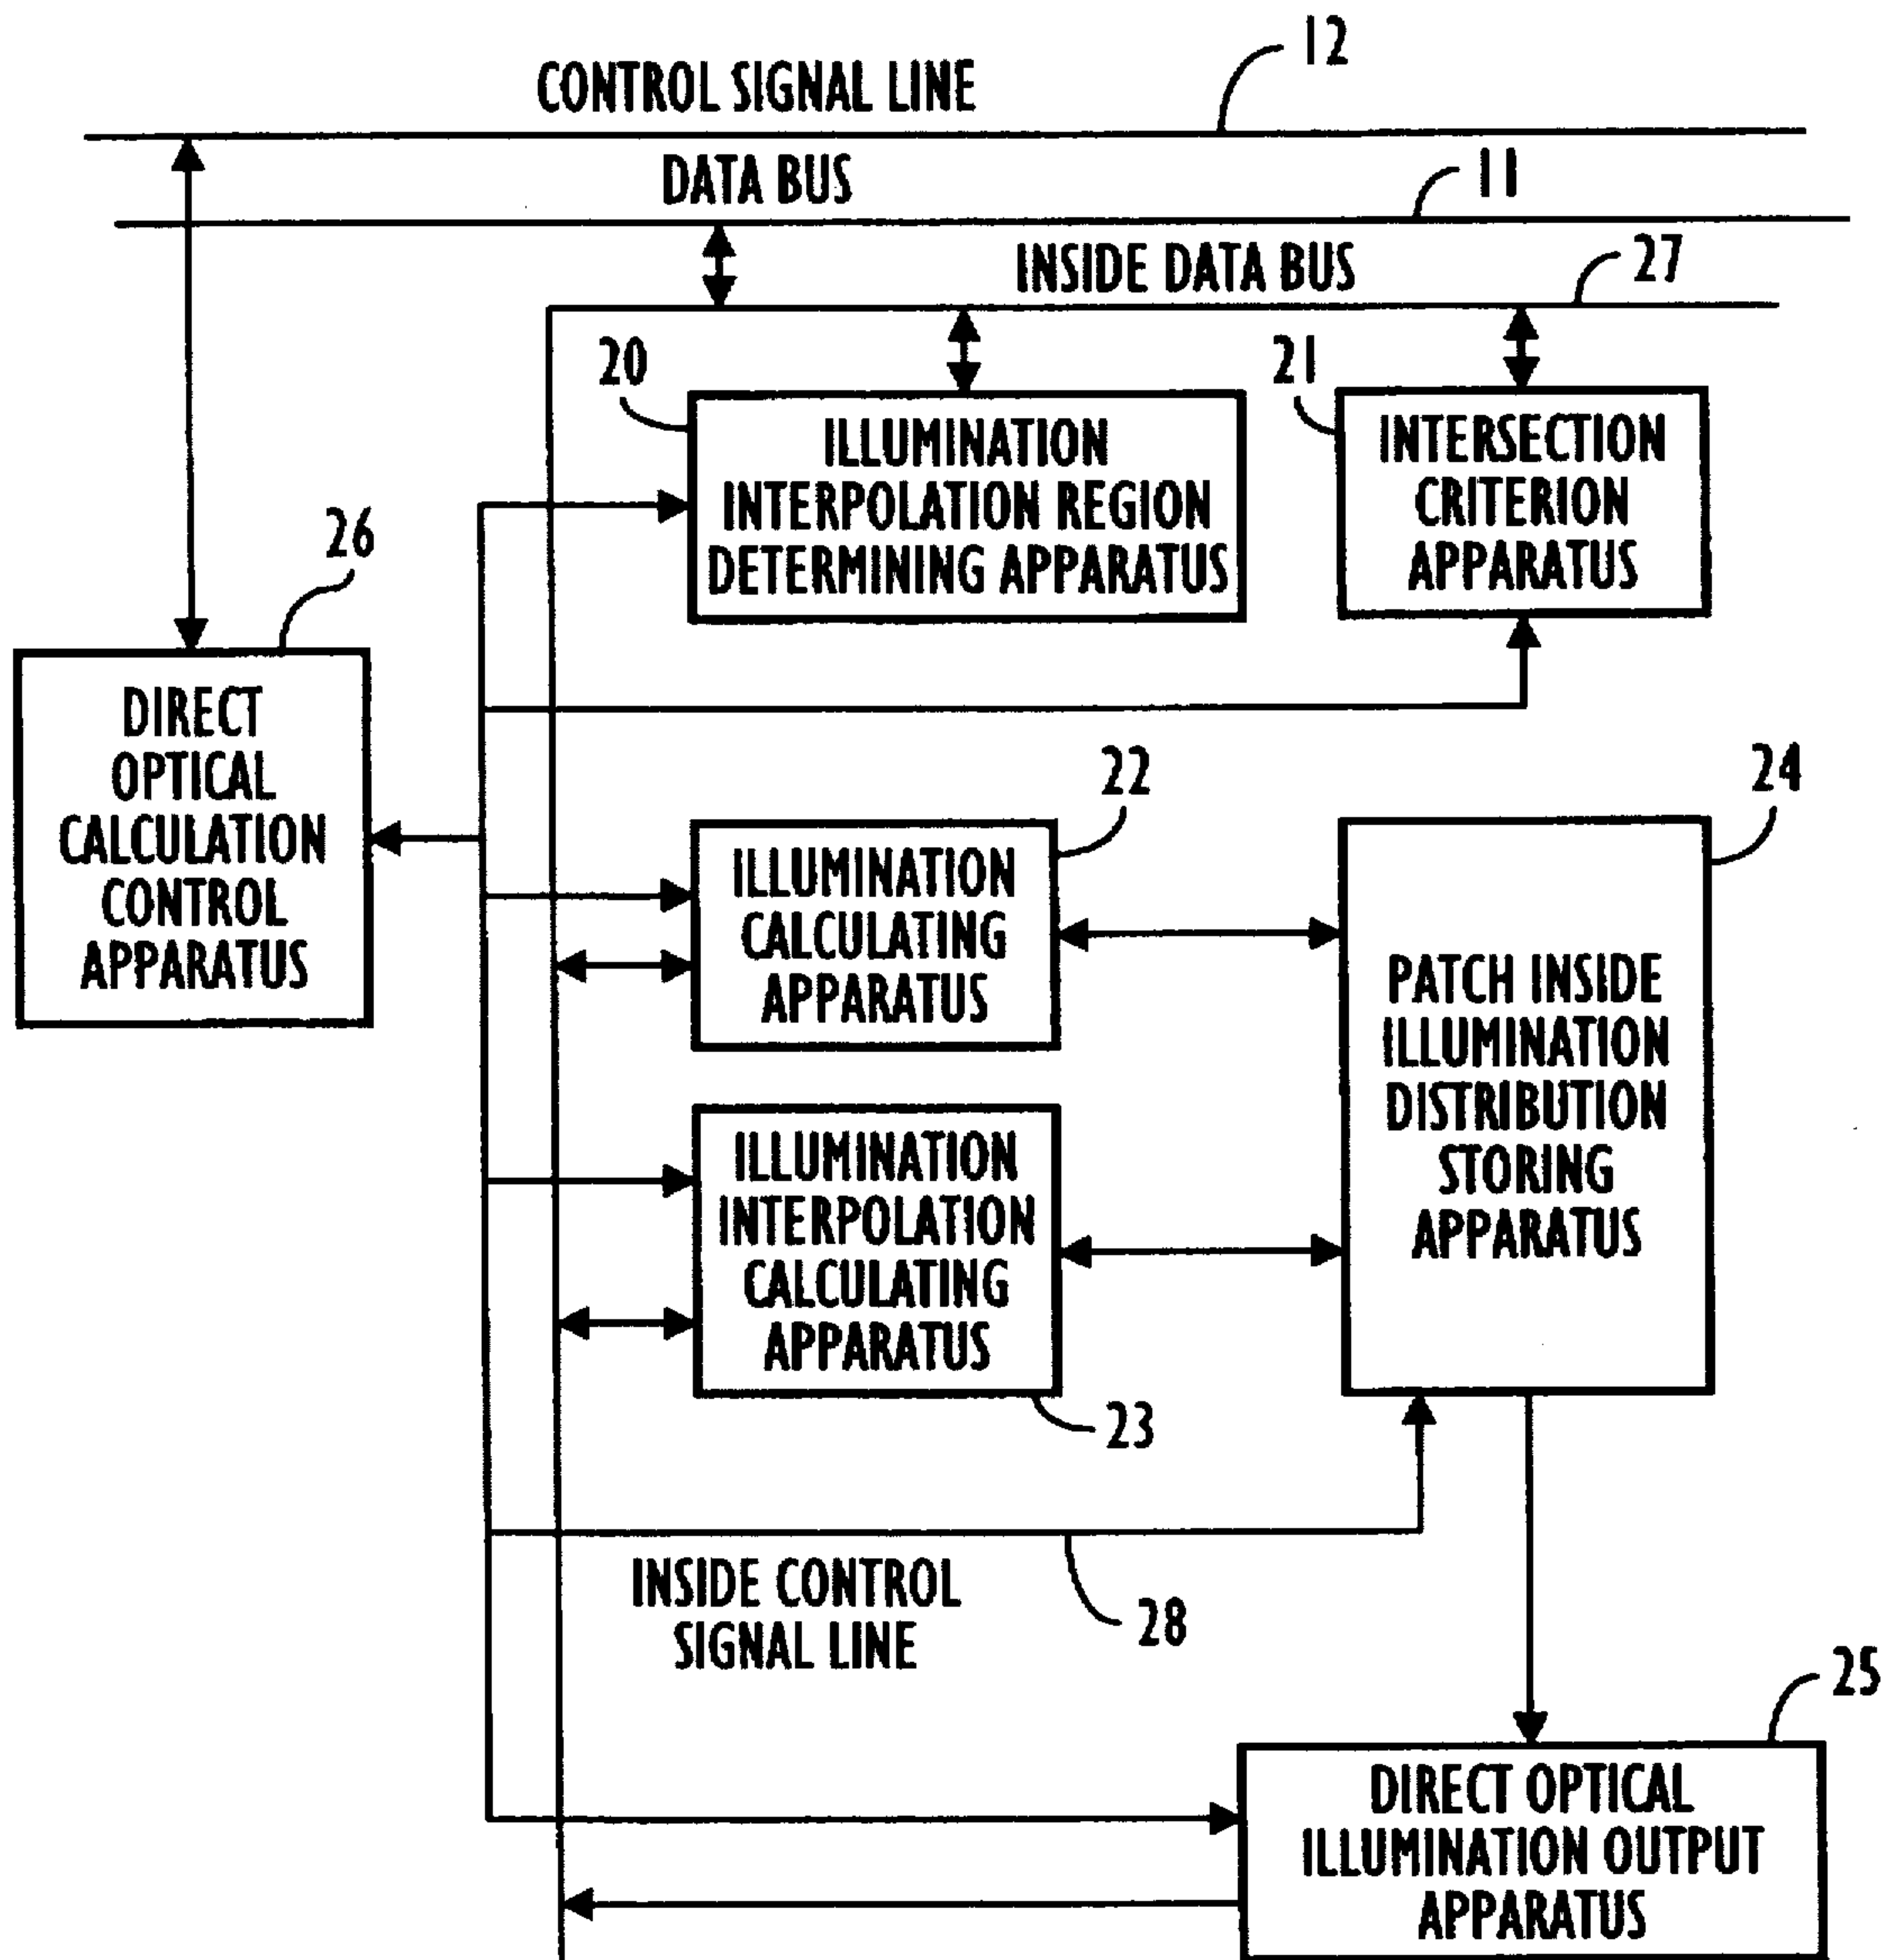 12
CONTROL SIGNAL LINE
DATA BUS
11
INSIDE DATA BUS
27
20
ILLUMINATION
INTERPOLATION REGION
DETERMINING APPARATUS
21
INTERSECTION
CRITERION
APPARATUS
26
DIRECT
OPTICAL
CALCULATION
CONTROL
APPARATUS
22
ILLUMINATION
CALCULATING
APPARATUS
24
PATCH INSIDE
ILLUMINATION
DISTRIBUTION
STORING
APPARATUS
ILLUMINATION
INTERPOLATION
CALCULATING
APPARATUS
23
INSIDE CONTROL
SIGNAL LINE
28
25
DIRECT OPTICAL
ILLUMINATION OUTPUT
APPARATUS